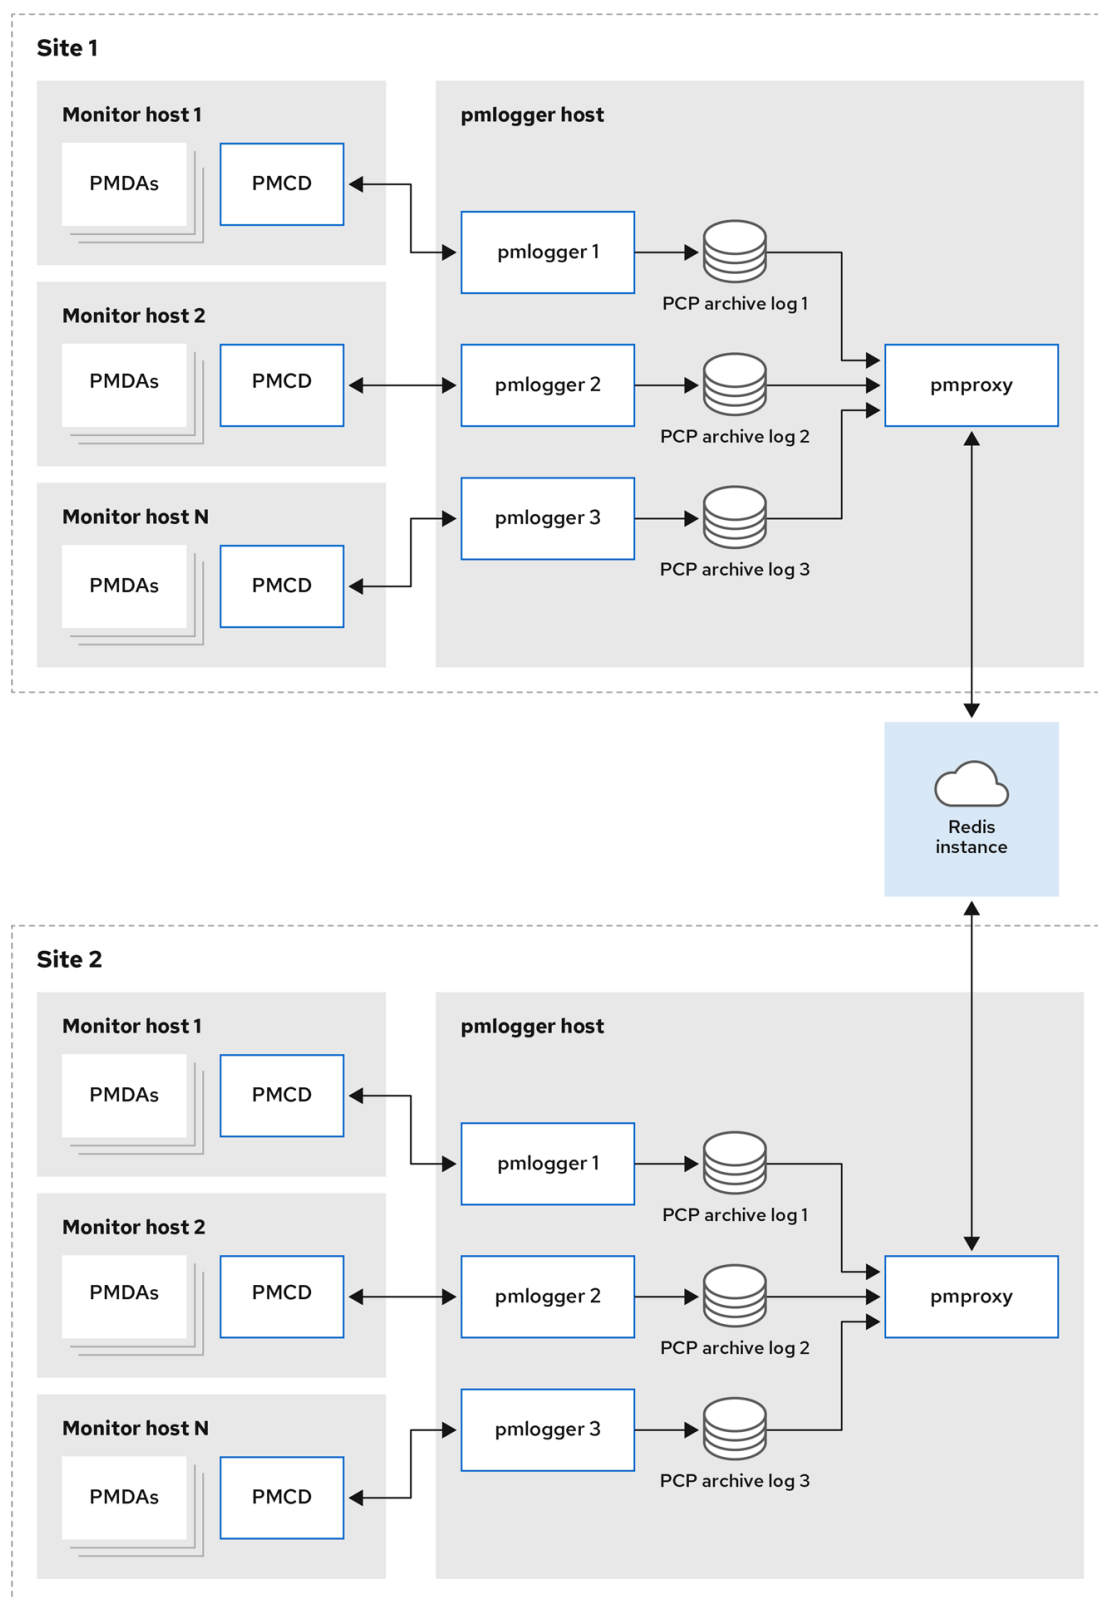 Site 1
Monitor host 1
PMDAs
PMCD
Monitor host 2
PMDAs
PMCD
Monitor host N
PMDAs
PMCD
pmlogger host
pmlogger 1
PCP archive log 1
pmlogger 2
PCP archive log 2
pmlogger 3
PCP archive log 3
pmproxy
Redis
instance
Site 2
Monitor host 1
PMDAs
PMCD
Monitor host 2
PMDAs
PMCD
Monitor host N
PMDAs
PMCD
pmlogger host
pmlogger 1
PCP archive log 1
pmlogger 2
PCP archive log 2
pmlogger 3
PCP archive log 3
pmproxy